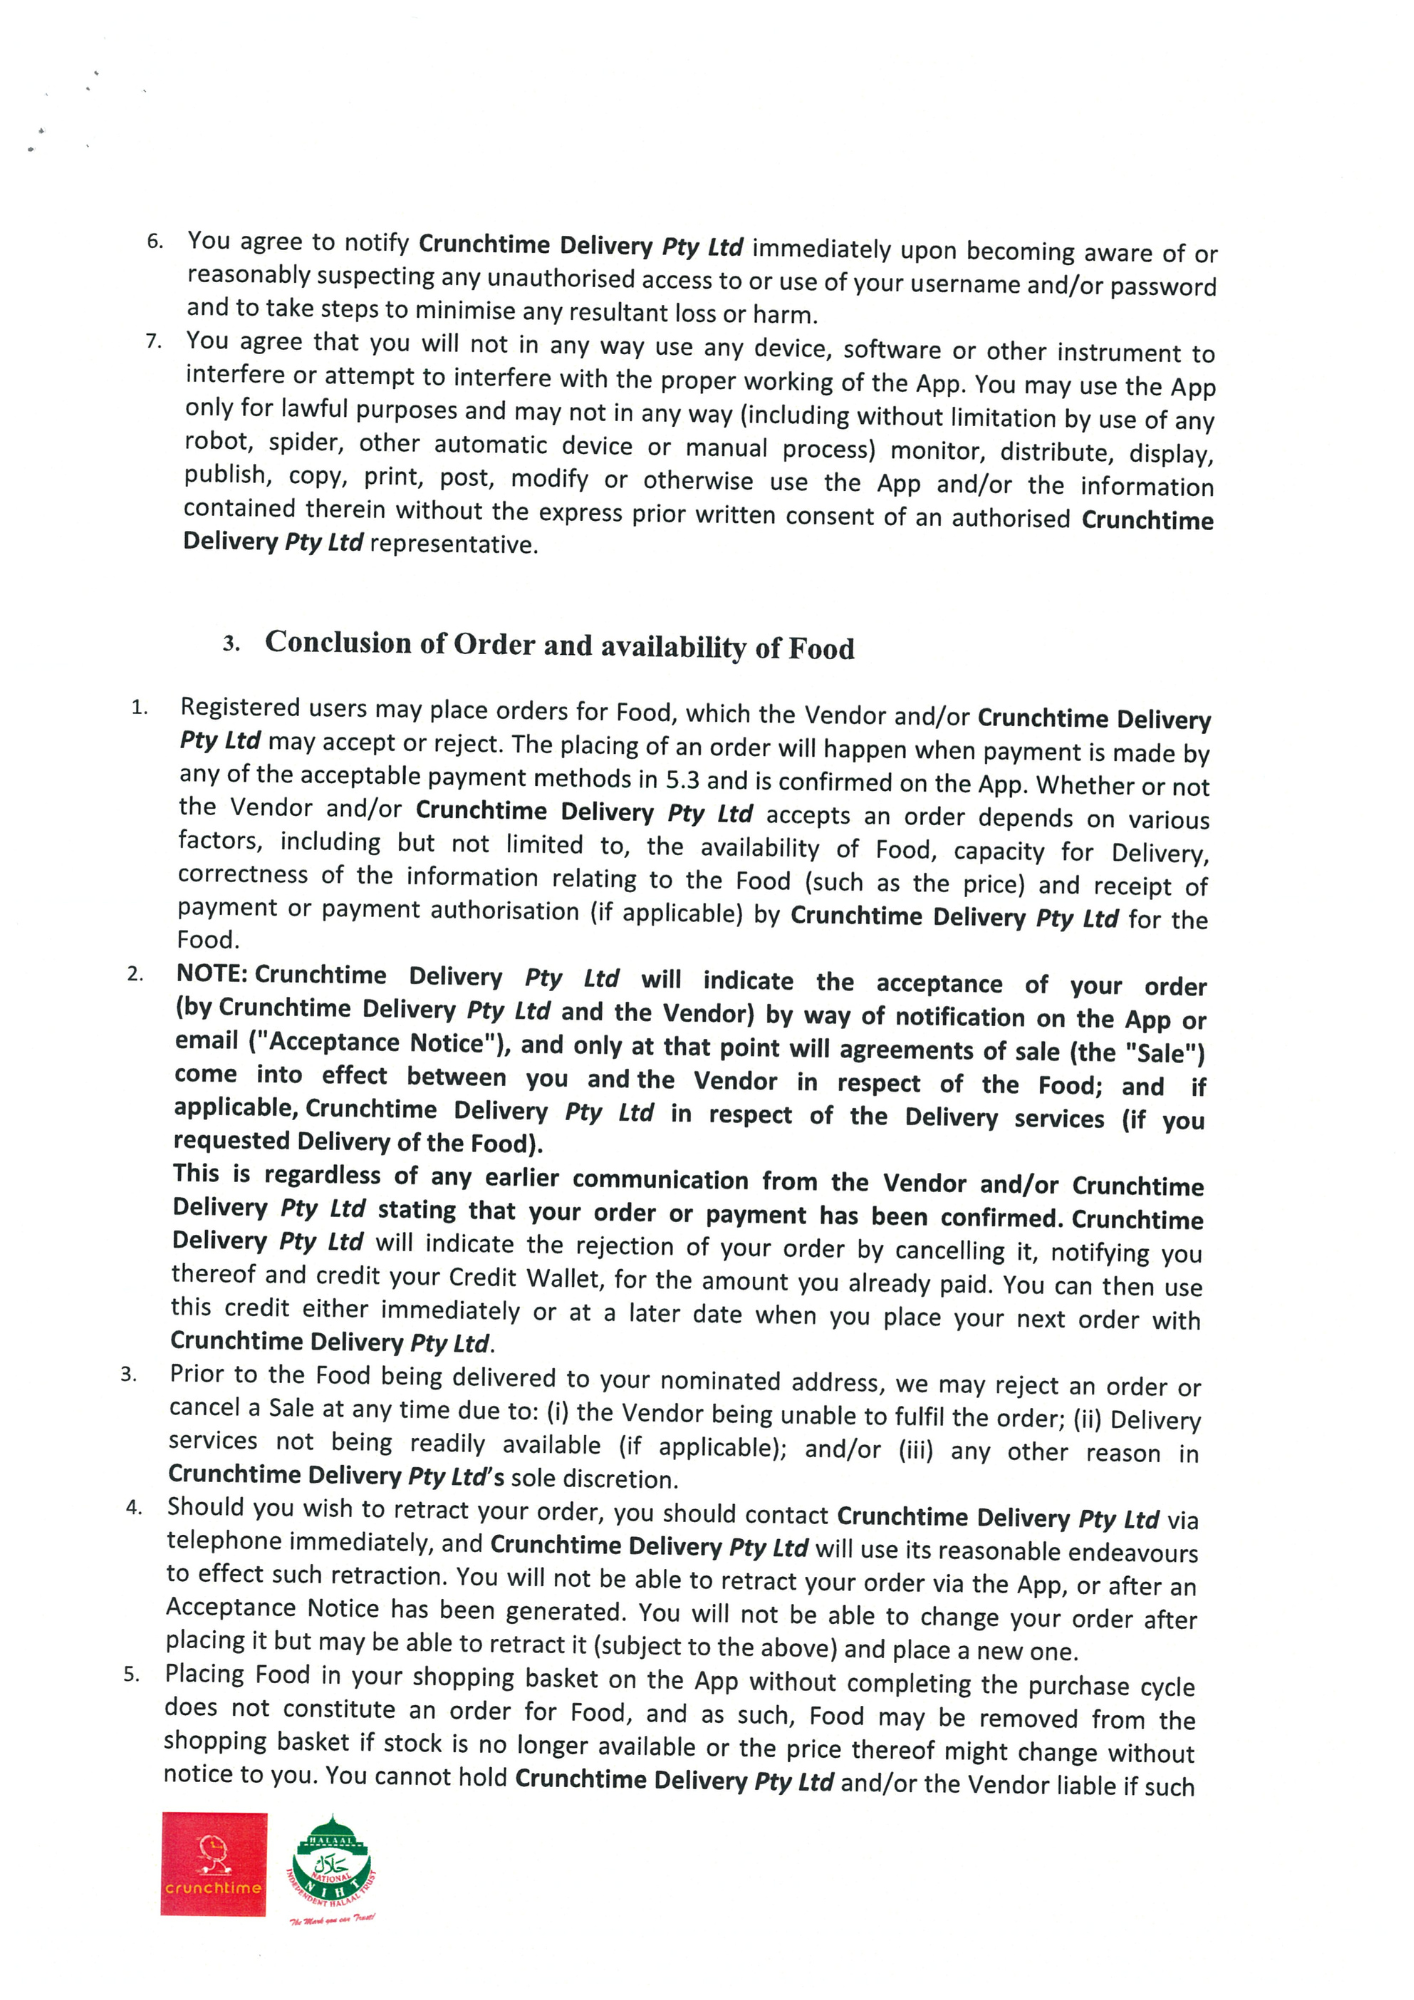 6. You agree to notify Crunchtime Delivery Pty Ltd immediately upon becoming aware of or
reasonably suspecting any unauthorised access to or use of your username and/or password
and to take steps to minimise any resultant loss or harm.
7. You agree that you will not in any way use any device, software or other instrument to
interfere or attempt to interfere with the proper working of the App. You may use the App
only for lawful purposes and may not in any way (including without limitation by use of any
robot, spider, other automatic device or manual process) monitor, distribute, display,
publish, copy, print, post, modify or otherwise use the App and/or the information
contained therein without the express prior written consent of an authorised Crunchtime
Delivery Pty Ltd representative.
3. Conclusion of Order and availability of Food
1. Registered users may place orders for Food, which the Vendor and/or Crunchtime Delivery
Pty Ltd may accept or reject. The placing of an order will happen when payment is made by
any of the acceptable payment methods in 5.3 and is confirmed on the App. Whether or not
the Vendor and/or Crunchtime Delivery Pty Ltd accepts an order depends on various
factors, including but not limited to, the availability of Food, capacity for Delivery,
correctness of the information relating to the Food (such as the price) and receipt of
payment or payment authorisation (if applicable) by Crunchtime Delivery Pty Ltd for the
Food.
2. NOTE: Crunchtime Delivery Pty Ltd will indicate the acceptance of your order
(by Crunchtime Delivery Pty Ltd and the Vendor) by way of notification on the App or
email ("Acceptance Notice"), and only at that point will agreements of sale (the "Sale")
come into effect between you and the Vendor in respect of the Food; and if
applicable, Crunchtime Delivery Pty Ltd in respect of the Delivery services (if you
requested Delivery of the Food).
This is regardless of any earlier communication from the Vendor and/or Crunchtime
Delivery Pty Ltd stating that your order or payment has been confirmed. Crunchtime
Delivery Pty Ltd will indicate the rejection of your order by cancelling it, notifying you
thereof and credit your Credit Wallet, for the amount you already paid. You can then use
this credit either immediately or at a later date when you place your next order with
Crunchtime Delivery Pty Ltd.
3. Prior to the Food being delivered to your nominated address, we may reject an order or
cancel a Sale at any time due to: (i) the Vendor being unable to fulfil the order; (ii) Delivery
services not being readily available (if applicable); and/or (iii) any other reason in
Crunchtime Delivery Pty Ltd's sole discretion.
4. Should you wish to retract your order, you should contact Crunchtime Delivery Pty Ltd via
telephone immediately, and Crunchtime Delivery Pty Ltd will use its reasonable endeavours
to effect such retraction. You will not be able to retract your order via the App, or after an
Acceptance Notice has been generated. You will not be able to change your order after
placing it but may be able to retract it (subject to the above) and place a new one.
5. Placing Food in your shopping basket on the App without completing the purchase cycle
does not constitute an order for Food, and as such, Food may be removed from the
shopping basket if stock is no longer available or the price thereof might change without
notice to you. You cannot hold Crunchtime Delivery Pty Ltd and/or the Vendor liable if such
crunchtime
HALAAL
حلال
NATIONAL
NIHT
INDEPENDENT HALAAL TRUST
The Mark you can Trust!